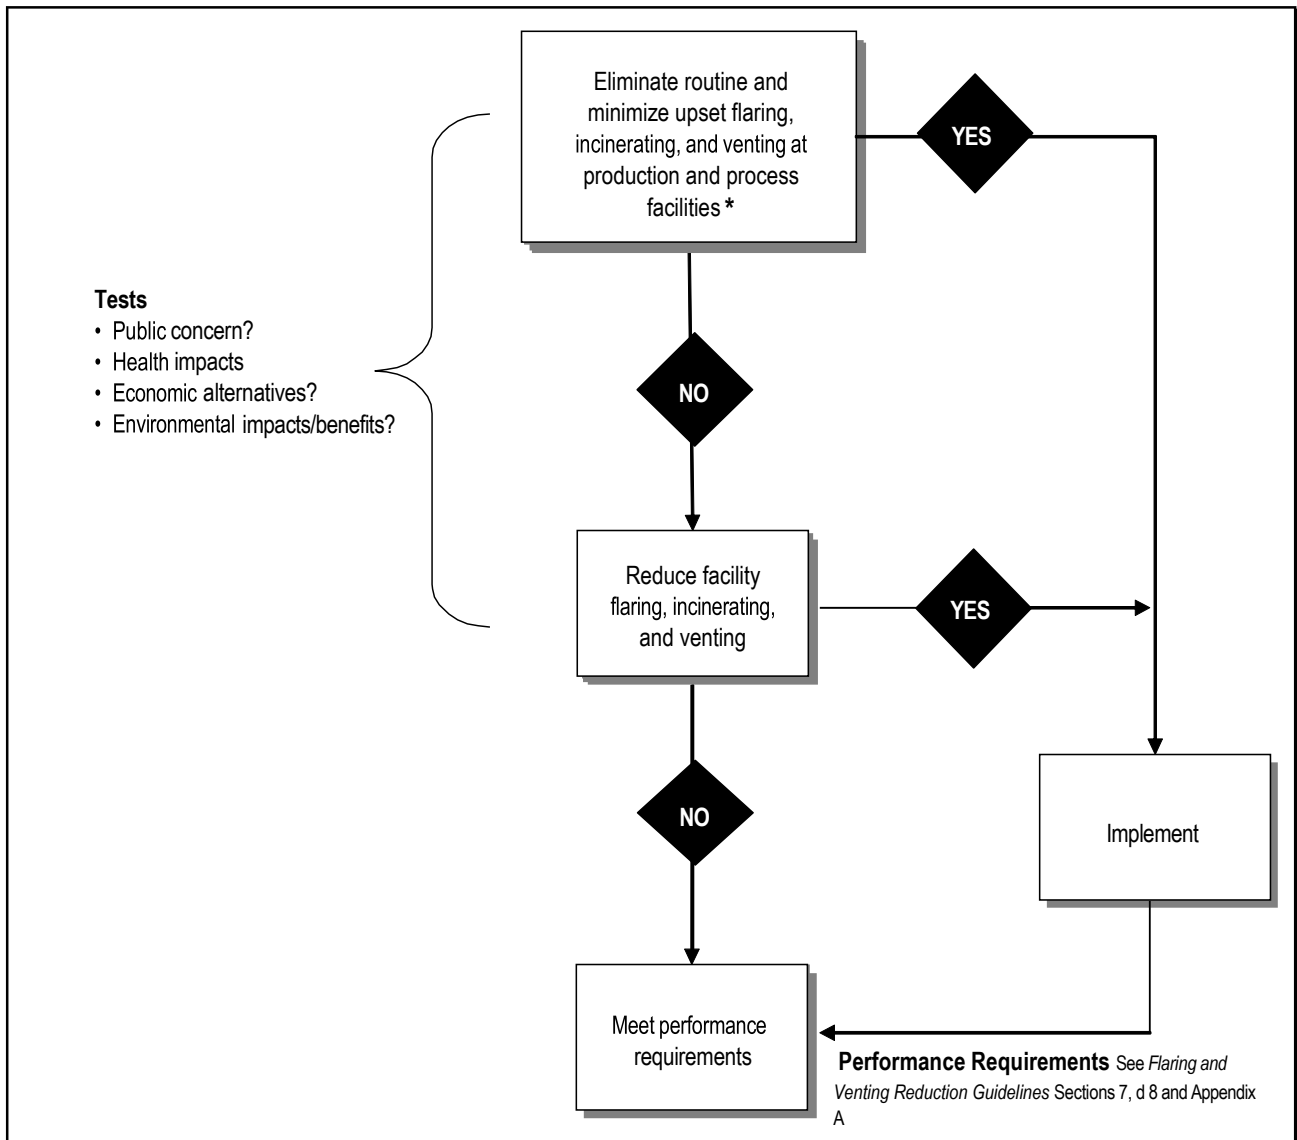 Eliminate routine and
minimize upset flaring,
incinerating, and venting at
production and process
facilities *
YES
Tests
• Public concern?
• Health impacts
• Economic alternatives?
• Environmental impacts/benefits?
NO
Reduce facility
flaring, incinerating,
and venting
YES
NO
Implement
Meet performance
requirements
Performance Requirements See Flaring and
Venting Reduction Guidelines Sections 7, d 8 and Appendix
A